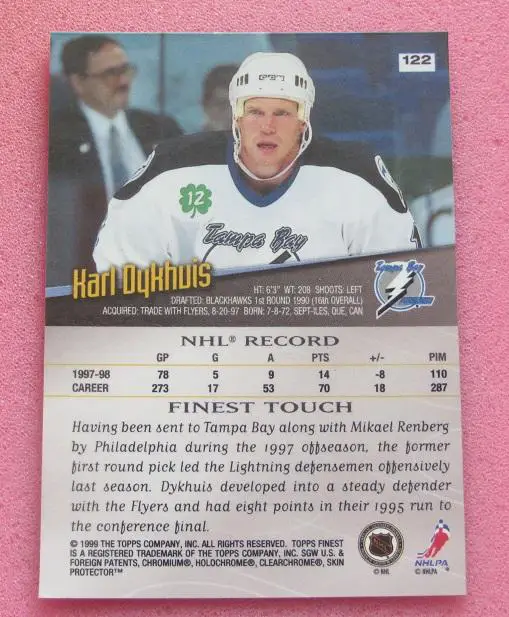 122
12
Tampa Bay
Karl Dykhuis
Tampa Bay
HT: 6'3" WT: 208 SHOOTS: LEFT
DRAFTED: BLACKHAWKS 1st ROUND 1990 (16th OVERALL)
ACQUIRED: TRADE WITH FLYERS, 8-20-97 BORN: 7-8-72, SEPT-ILES, QUE, CAN
NHL® RECORD
GP G A PTS +/- PIM
1997-98 78 5 9 14 -8 110
CAREER 273 17 53 70 18 287
FINEST TOUCH
Having been sent to Tampa Bay along with Mikael Renberg
by Philadelphia during the 1997 offseason, the former
first round pick led the Lightning defensemen offensively
last season. Dykhuis developed into a steady defender
with the Flyers and had eight points in their 1995 run to
the conference final.
© 1999 THE TOPPS COMPANY, INC. ALL RIGHTS RESERVED. TOPPS FINEST
IS A REGISTERED TRADEMARK OF THE TOPPS COMPANY, INC. SGW U.S. &
FOREIGN PATENTS, CHROMIUM®, HOLOCHROME®, CLEARCHROME®, SKIN
PROTECTOR™
© NHL
NHLPA
© NHLPA